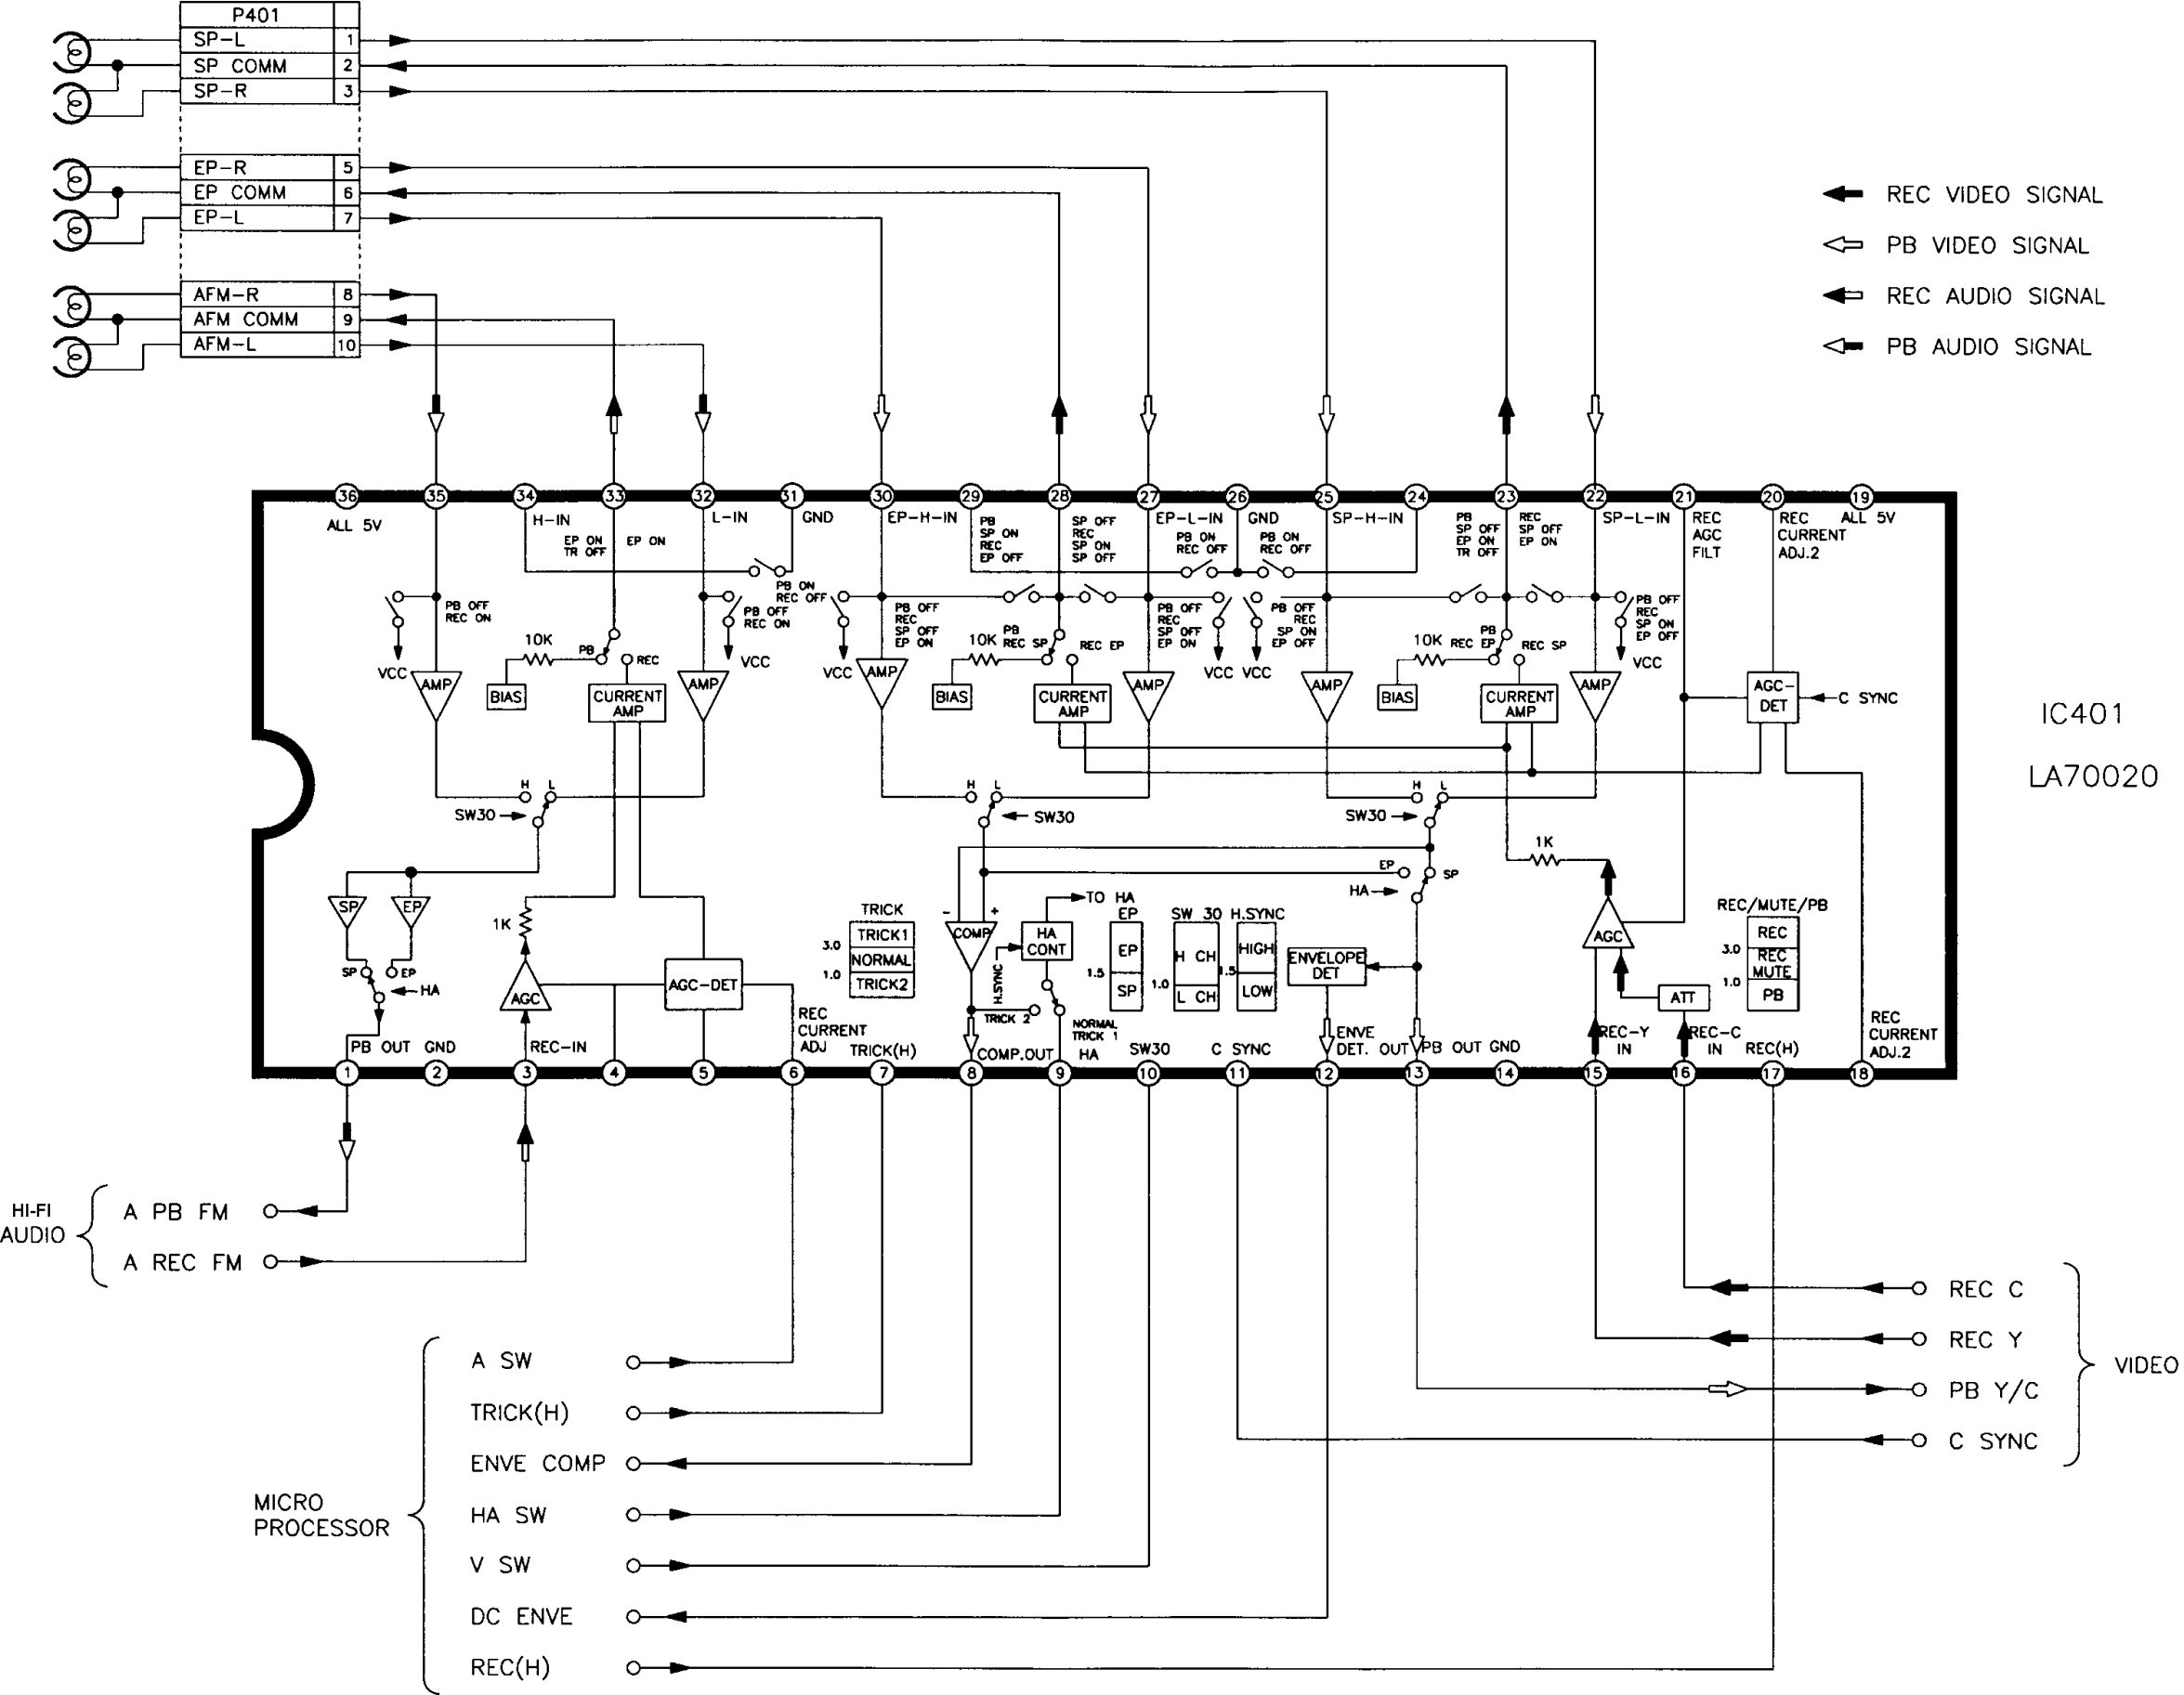 P401
SP-L 1
SP COMM 2
SP-R 3
EP-R 5
EP COMM 6
EP-L 7
AFM-R 8
AFM COMM 9
AFM-L 10
REC VIDEO SIGNAL
PB VIDEO SIGNAL
REC AUDIO SIGNAL
PB AUDIO SIGNAL
36 35 34 33 32 31 30 29 28 27 26 25 24 23 22 21 20 19
ALL 5V
H-IN
EP ON
TR OFF
EP ON
L-IN
GND
EP-H-IN
PB
SP ON
REC
EP OFF
SP OFF
REC
SP ON
SP OFF
EP-L-IN
PB ON
REC OFF
GND
PB ON
REC OFF
SP-H-IN
PB
SP OFF
EP ON
TR OFF
REC
SP OFF
EP ON
SP-L-IN
REC
AGC
FILT
REC
CURRENT
ADJ.2
ALL 5V
PB OFF
REC ON
VCC
AMP
10K
PB
REC
BIAS
CURRENT
AMP
AMP
PB ON
REC OFF
PB OFF
REC ON
VCC
VCC
PB OFF
REC
SP OFF
EP ON
AMP
10K
PB
REC SP
REC EP
BIAS
CURRENT
AMP
AMP
PB OFF
REC
SP OFF
EP ON
VCC
VCC
PB OFF
REC
SP ON
EP OFF
AMP
10K
PB
REC EP
REC SP
BIAS
CURRENT
AMP
AMP
PB OFF
REC
SP ON
EP OFF
VCC
AGC-
DET
C SYNC
IC401
LA70020
H L
SW30
H L
SW30
H L
SW30
EP
SP
HA
1K
SP
EP
SP
EP
HA
1K
AGC
AGC-DET
REC
CURRENT
ADJ
TRICK
3.0
1.0
TRICK1
NORMAL
TRICK2
- +
COMP
TO HA
HA
CONT
H.SYNC
TRICK 2
NORMAL
TRICK 1
EP
EP
1.5
SP
SW 30
H CH
1.0
L CH
H.SYNC
HIGH
1.5
LOW
ENVELOPE
DET
AGC
ATT
REC/MUTE/PB
REC
3.0
REC
MUTE
1.0
PB
PB OUT
GND
REC-IN
TRICK(H)
COMP.OUT
HA
SW30
C SYNC
ENVE
DET. OUT
PB OUT
GND
REC-Y
IN
REC-C
IN
REC(H)
REC
CURRENT
ADJ.2
1 2 3 4 5 6 7 8 9 10 11 12 13 14 15 16 17 18
HI-FI
AUDIO
A PB FM
A REC FM
MICRO
PROCESSOR
A SW
TRICK(H)
ENVE COMP
HA SW
V SW
DC ENVE
REC(H)
REC C
REC Y
PB Y/C
C SYNC
VIDEO